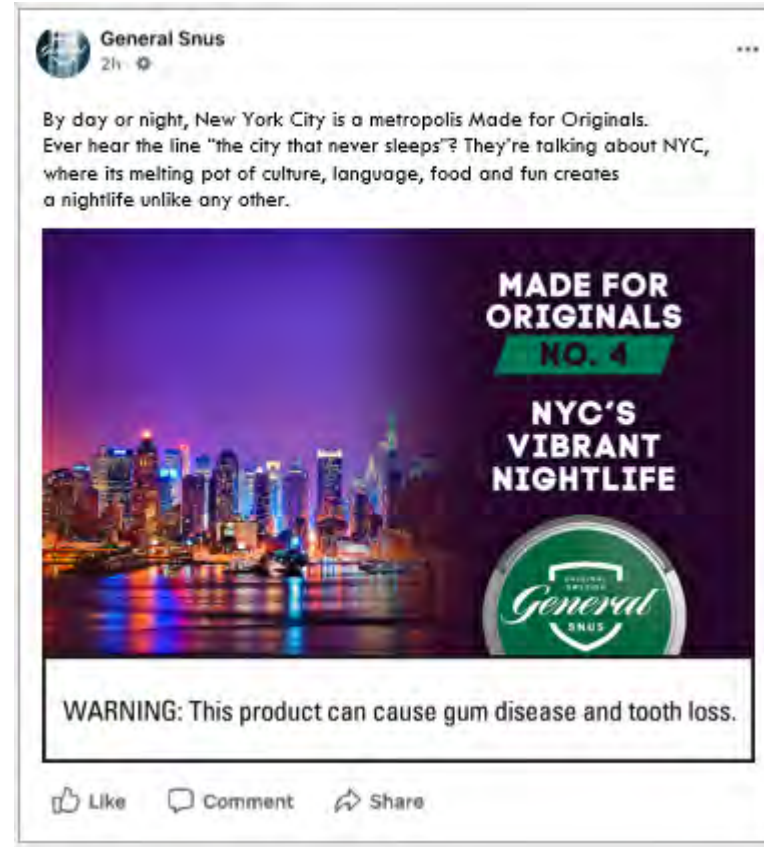 General Snus
2h
By day or night, New York City is a metropolis Made for Originals.
Ever hear the line "the city that never sleeps"? They're talking about NYC,
where its melting pot of culture, language, food and fun creates
a nightlife unlike any other.
MADE FOR
ORIGINALS
NO. 4
NYC'S
VIBRANT
NIGHTLIFE
ORIGINAL
SWEDISH
General
SNUS
WARNING: This product can cause gum disease and tooth loss.
Like Comment Share